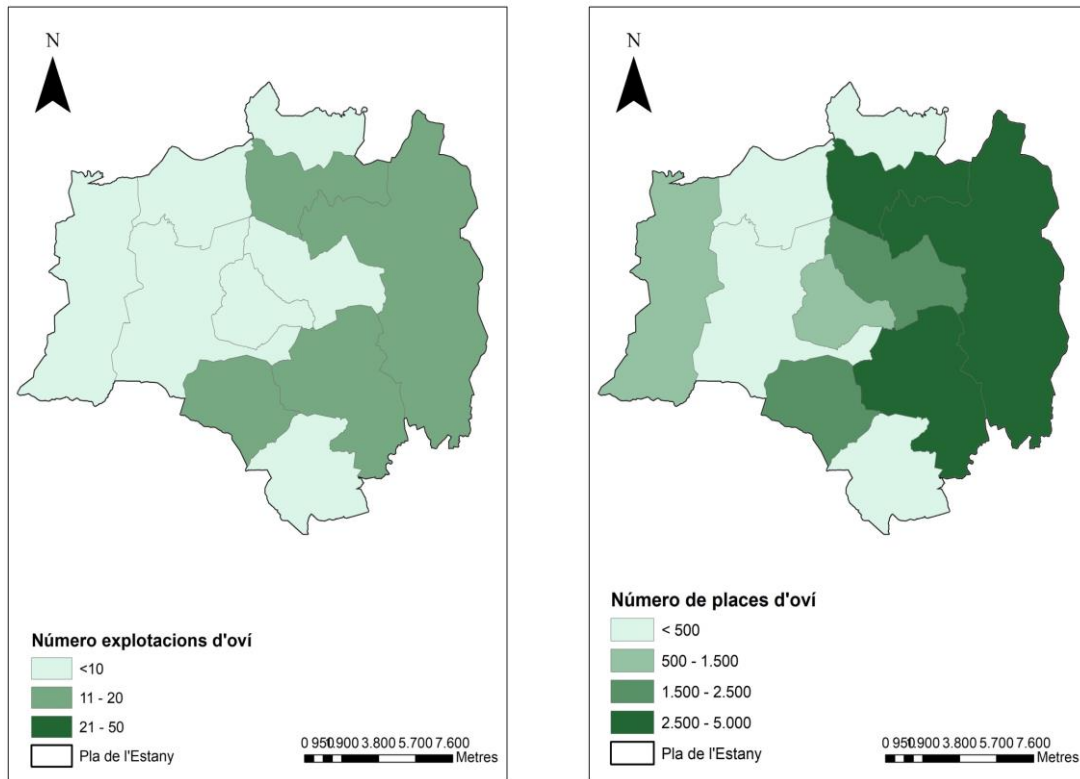 N
Número explotacions d'oví
<10
11 - 20
21 - 50
Pla de l'Estany
0 950 1.900 3.800 5.700 7.600
Metres
N
Número de places d'oví
< 500
500 - 1.500
1.500 - 2.500
2.500 - 5.000
Pla de l'Estany
0 950 1.900 3.800 5.700 7.600
Metres